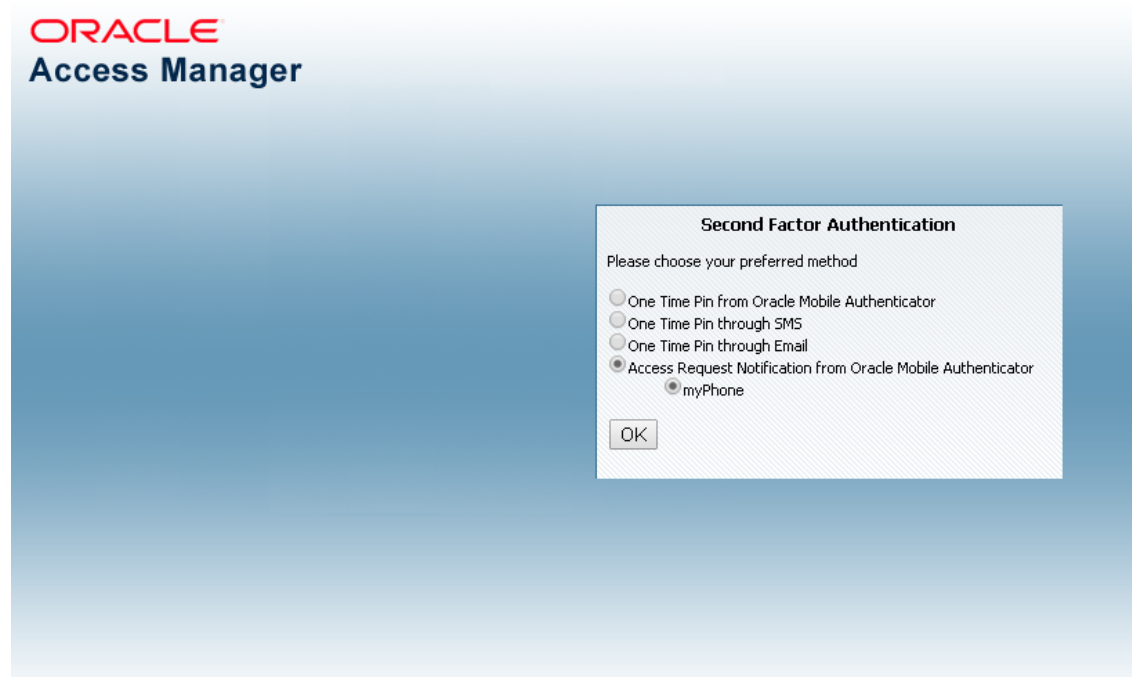 ORACLE
Access Manager
Second Factor Authentication
Please choose your preferred method
One Time Pin from Oracle Mobile Authenticator
One Time Pin through SMS
One Time Pin through Email
Access Request Notification from Oracle Mobile Authenticator
myPhone
OK